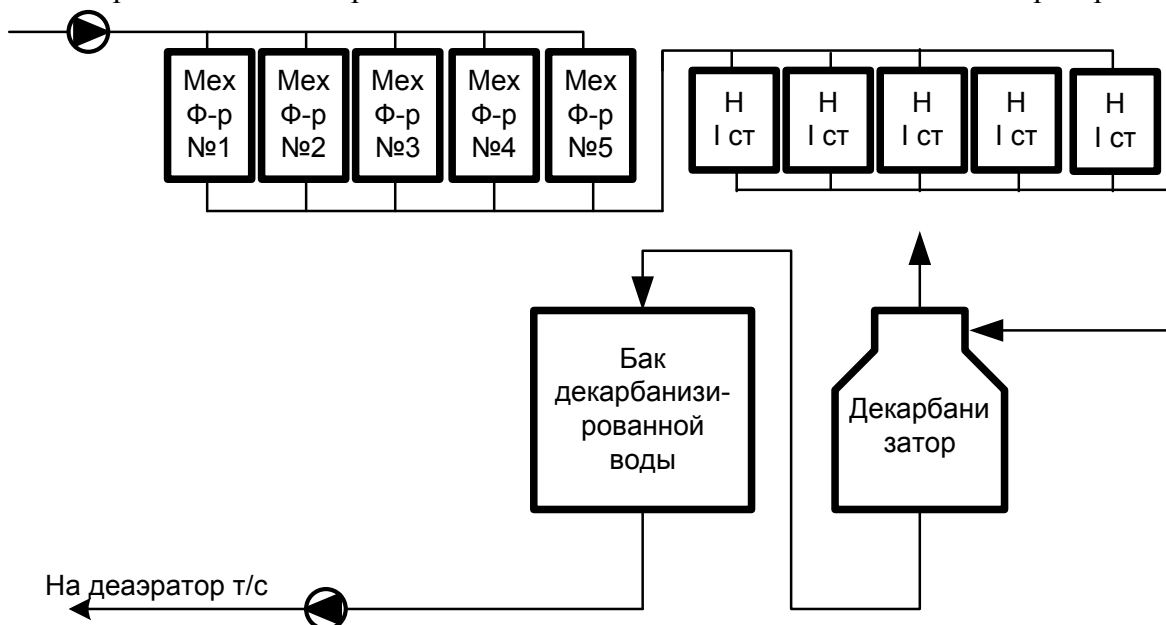 Мех
Ф-р
№1
Мех
Ф-р
№2
Мех
Ф-р
№3
Мех
Ф-р
№4
Мех
Ф-р
№5
Н
I ст
Н
I ст
Н
I ст
Н
I ст
Н
I ст
Бак
декарбанизи-
рованной
воды
Декарбани
затор
На деаэратор т/с